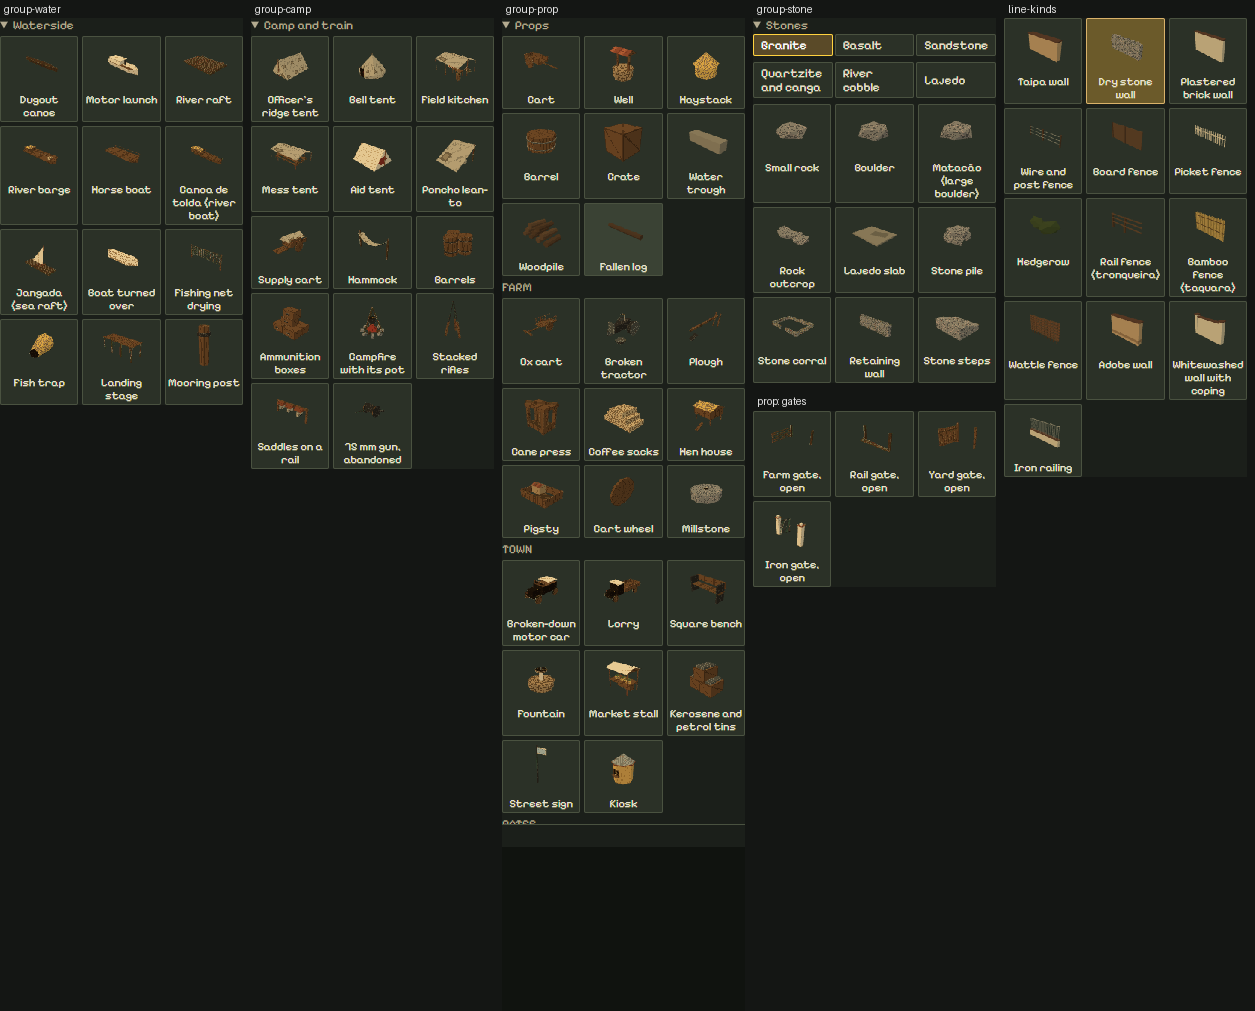 group-water
Waterside
Dugout
canoe
Motor launch
River raft
River barge
Horse boat
Canoa de
tolda (river
boat)
Jangada
(sea raft)
Boat turned
over
Fishing net
drying
Fish trap
Landing
stage
Mooring post
group-camp
Camp and train
Officer's
ridge tent
Bell tent
Field kitchen
Mess tent
Aid tent
Poncho lean-
to
Supply cart
Hammock
Barrels
Ammunition
boxes
Campfire
with its pot
Stacked
rifles
Saddles on a
rail
75 mm gun,
abandoned
group-prop
Props
Cart
Well
Haystack
Barrel
Crate
Water
trough
Woodpile
Fallen log
FARM
Ox cart
Broken
tractor
Plough
Cane press
Coffee sacks
Hen house
Pigsty
Cart wheel
Millstone
TOWN
Broken-down
motor car
Lorry
Square bench
Fountain
Market stall
Kerosene and
petrol tins
Street sign
Kiosk
group-stone
Stones
Granite
Basalt
Sandstone
Quartzite
and canga
River
cobble
Lajedo
Small rock
Boulder
Matacão
(large
boulder)
Rock
outcrop
Lajedo slab
Stone pile
Stone corral
Retaining
wall
Stone steps
prop: gates
Farm gate,
open
Rail gate,
open
Yard gate,
open
Iron gate,
open
line-kinds
Taipa wall
Dry stone
wall
Plastered
brick wall
Wire and
post fence
Board fence
Picket fence
Hedgerow
Rail fence
(tronqueira)
Bamboo
fence
(taquara)
Wattle fence
Adobe wall
Whitewashed
wall with
coping
Iron railing